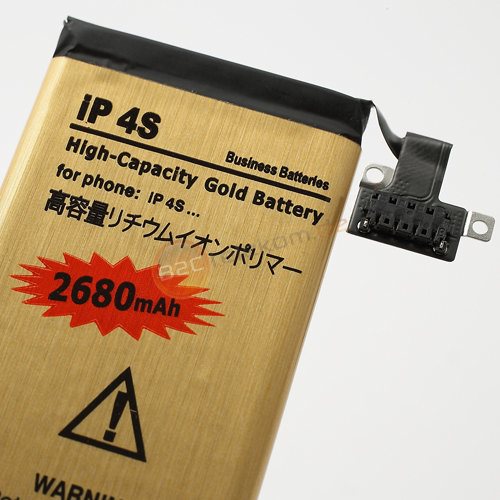 iP 4S
Business Batteries
High-Capacity Gold Battery
for phone: IP 4S...
高容量リチウムイオンポリマー
2680mAh